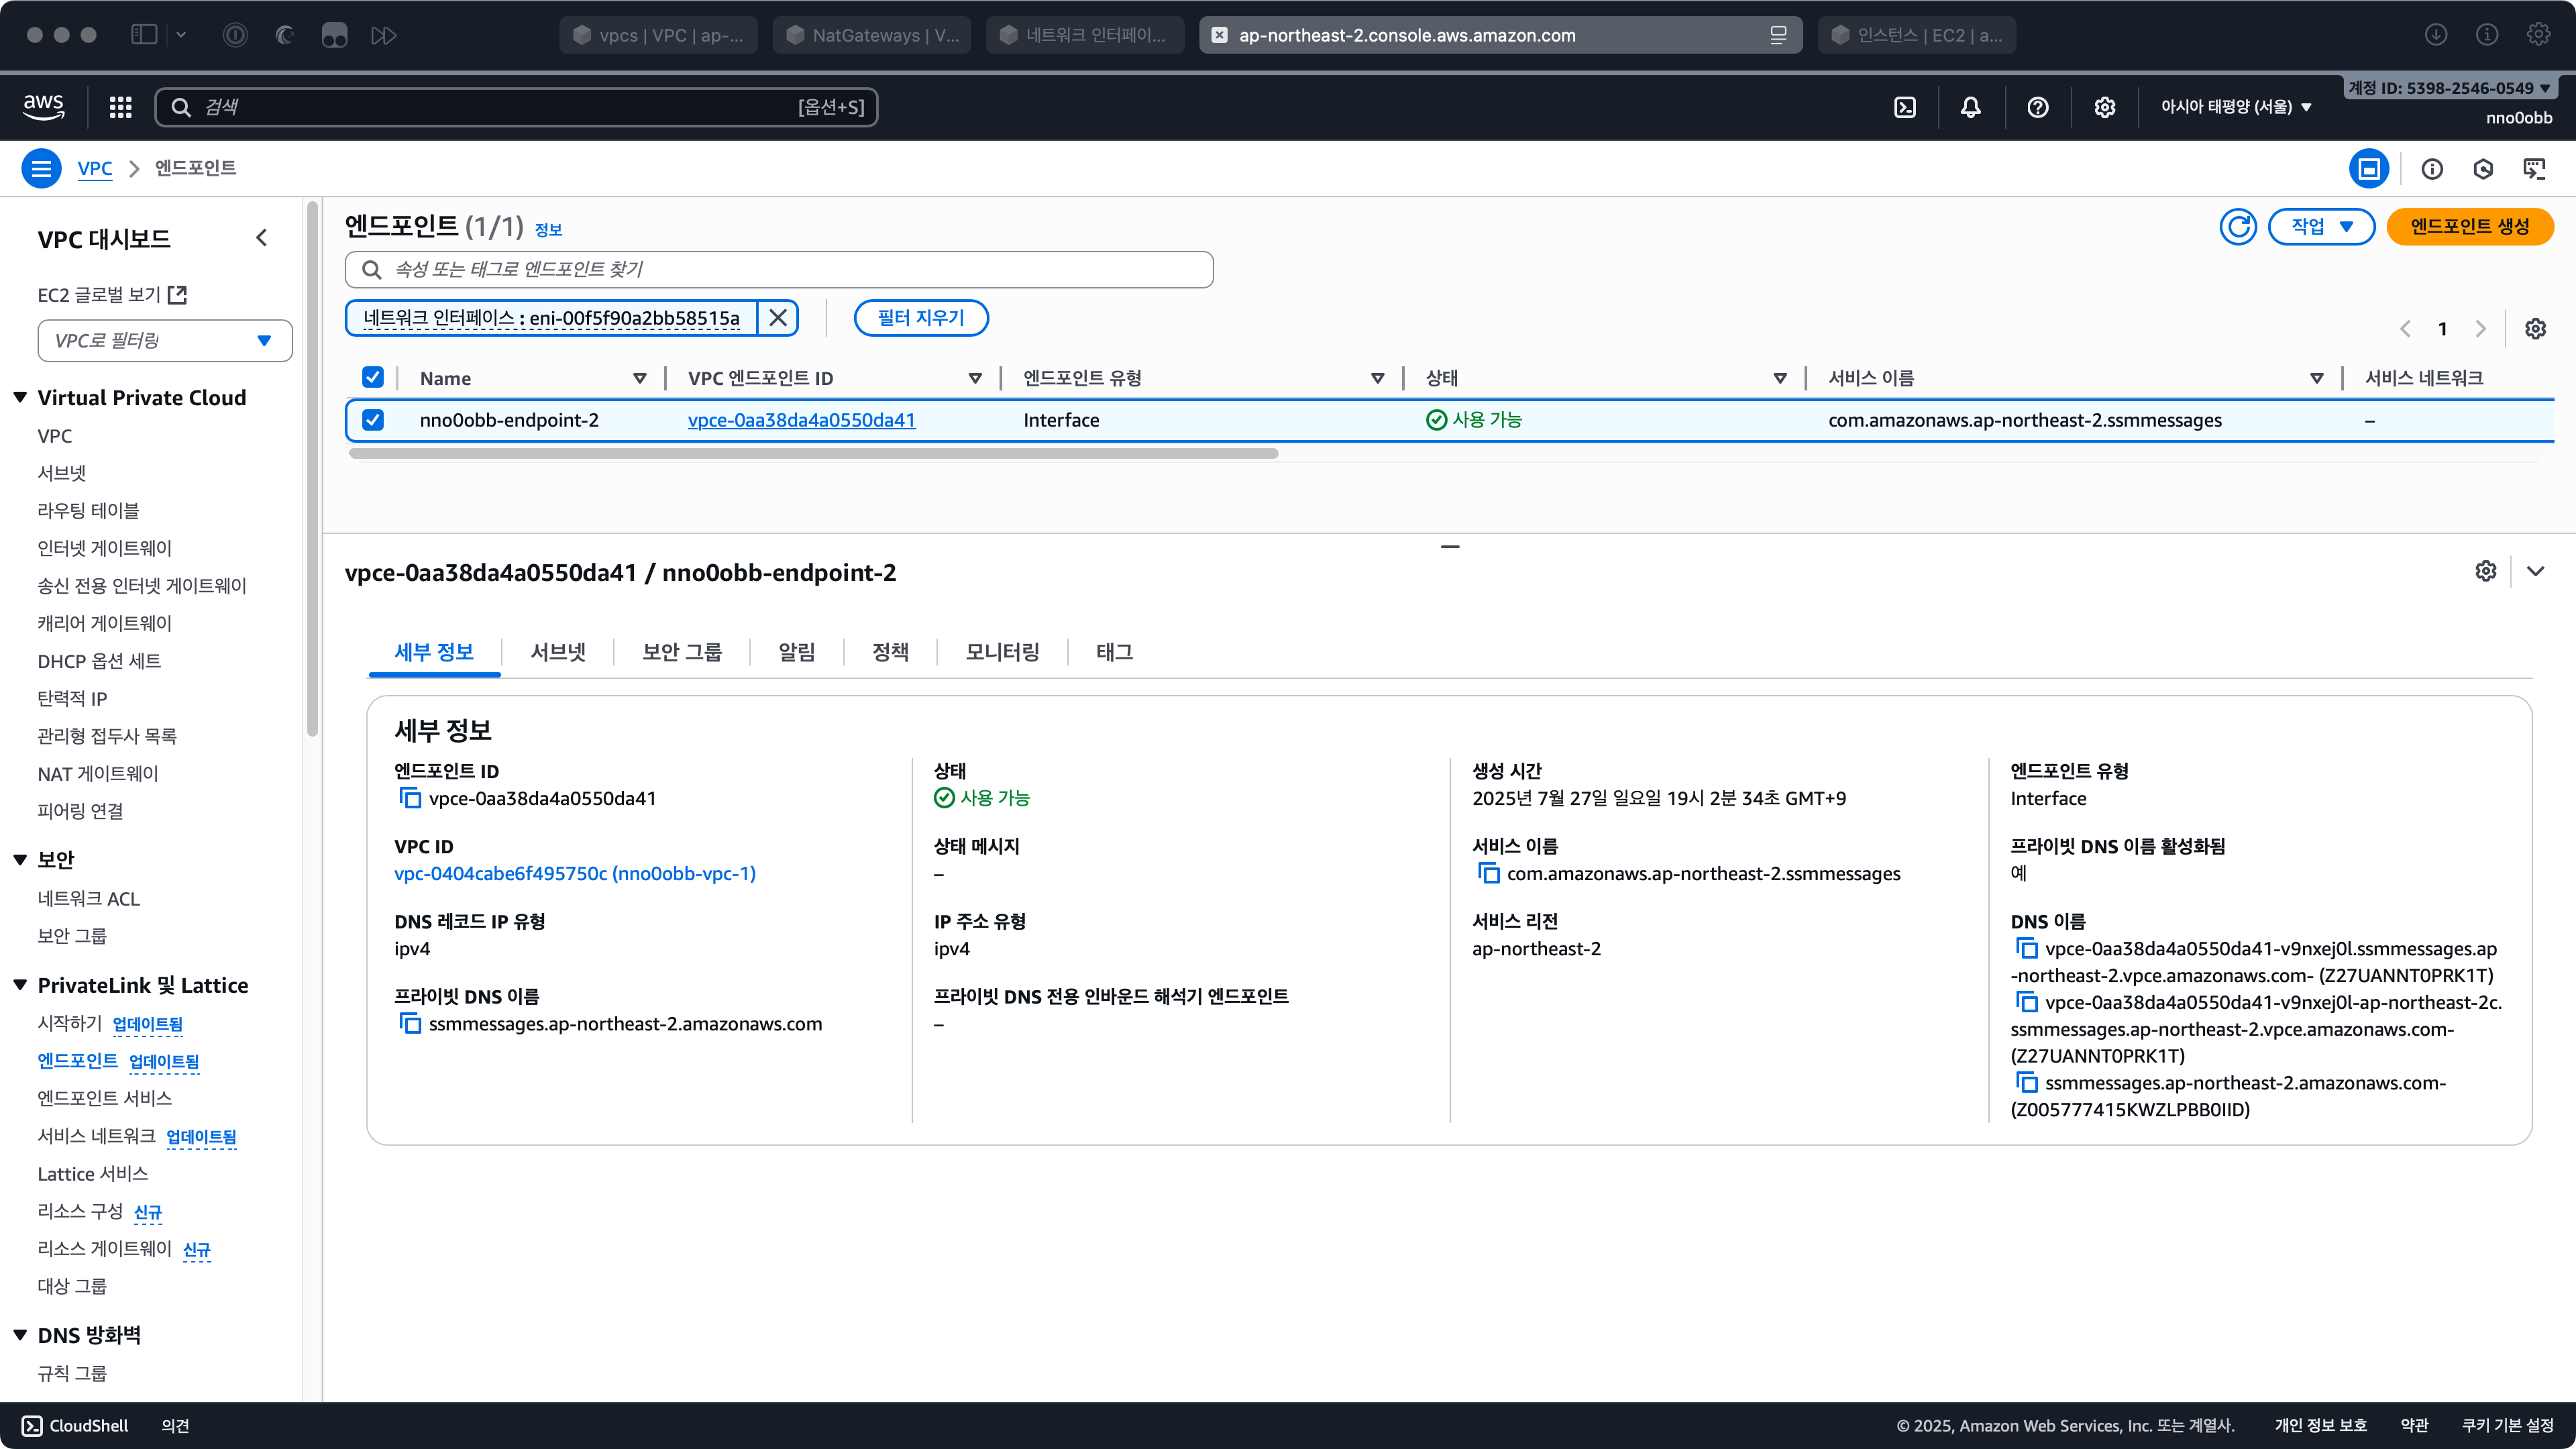 vpcs | VPC | ap-...
NatGateways | V...
네트워크 인터페이...
ap-northeast-2.console.aws.amazon.com
인스턴스 | EC2 | a...
aws
검색
[옵션+S]
아시아 태평양 (서울)
계정 ID: 5398-2546-0549
nno0obb
VPC
엔드포인트
VPC 대시보드
EC2 글로벌 보기
VPC로 필터링
Virtual Private Cloud
VPC
서브넷
라우팅 테이블
인터넷 게이트웨이
송신 전용 인터넷 게이트웨이
캐리어 게이트웨이
DHCP 옵션 세트
탄력적 IP
관리형 접두사 목록
NAT 게이트웨이
피어링 연결
보안
네트워크 ACL
보안 그룹
PrivateLink 및 Lattice
시작하기 업데이트됨
엔드포인트 업데이트됨
엔드포인트 서비스
서비스 네트워크 업데이트됨
Lattice 서비스
리소스 구성 신규
리소스 게이트웨이 신규
대상 그룹
DNS 방화벽
규칙 그룹
엔드포인트 (1/1) 정보
작업
엔드포인트 생성
속성 또는 태그로 엔드포인트 찾기
네트워크 인터페이스 : eni-00f5f90a2bb58515a
필터 지우기
1
Name
VPC 엔드포인트 ID
엔드포인트 유형
상태
서비스 이름
서비스 네트워크
nno0obb-endpoint-2
vpce-0aa38da4a0550da41
Interface
사용 가능
com.amazonaws.ap-northeast-2.ssmmessages
–
vpce-0aa38da4a0550da41 / nno0obb-endpoint-2
세부 정보
서브넷
보안 그룹
알림
정책
모니터링
태그
세부 정보
엔드포인트 ID
vpce-0aa38da4a0550da41
VPC ID
vpc-0404cabe6f495750c (nno0obb-vpc-1)
DNS 레코드 IP 유형
ipv4
프라이빗 DNS 이름
ssmmessages.ap-northeast-2.amazonaws.com
상태
사용 가능
상태 메시지
–
IP 주소 유형
ipv4
프라이빗 DNS 전용 인바운드 해석기 엔드포인트
–
생성 시간
2025년 7월 27일 일요일 19시 2분 34초 GMT+9
서비스 이름
com.amazonaws.ap-northeast-2.ssmmessages
서비스 리전
ap-northeast-2
엔드포인트 유형
Interface
프라이빗 DNS 이름 활성화됨
예
DNS 이름
vpce-0aa38da4a0550da41-v9nxej0l.ssmmessages.ap
-northeast-2.vpce.amazonaws.com- (Z27UANNT0PRK1T)
vpce-0aa38da4a0550da41-v9nxej0l-ap-northeast-2c.
ssmmessages.ap-northeast-2.vpce.amazonaws.com-
(Z27UANNT0PRK1T)
ssmmessages.ap-northeast-2.amazonaws.com-
(Z005777415KWZLPBB0IID)
CloudShell
의견
© 2025, Amazon Web Services, Inc. 또는 계열사.
개인 정보 보호
약관
쿠키 기본 설정